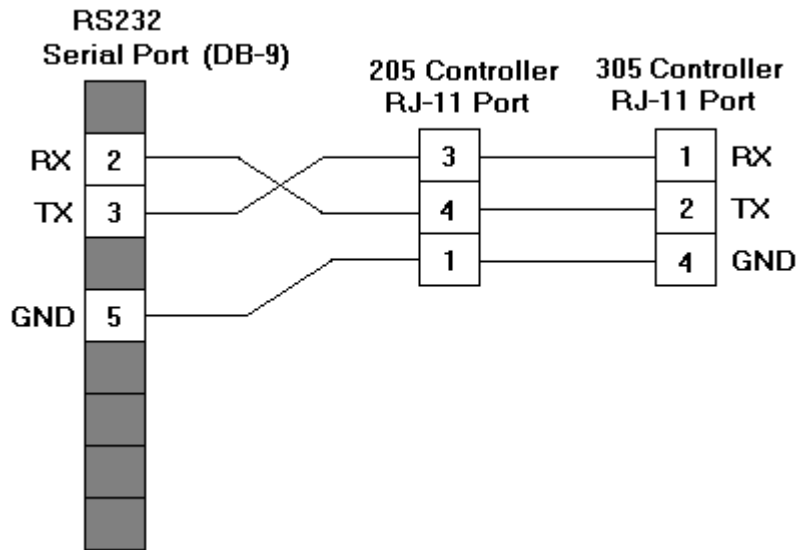 RS232
Serial Port (DB-9)
205 Controller
RJ-11 Port
305 Controller
RJ-11 Port
RX 2 3 1 RX
TX 3 4 2 TX
1 4 GND
GND 5